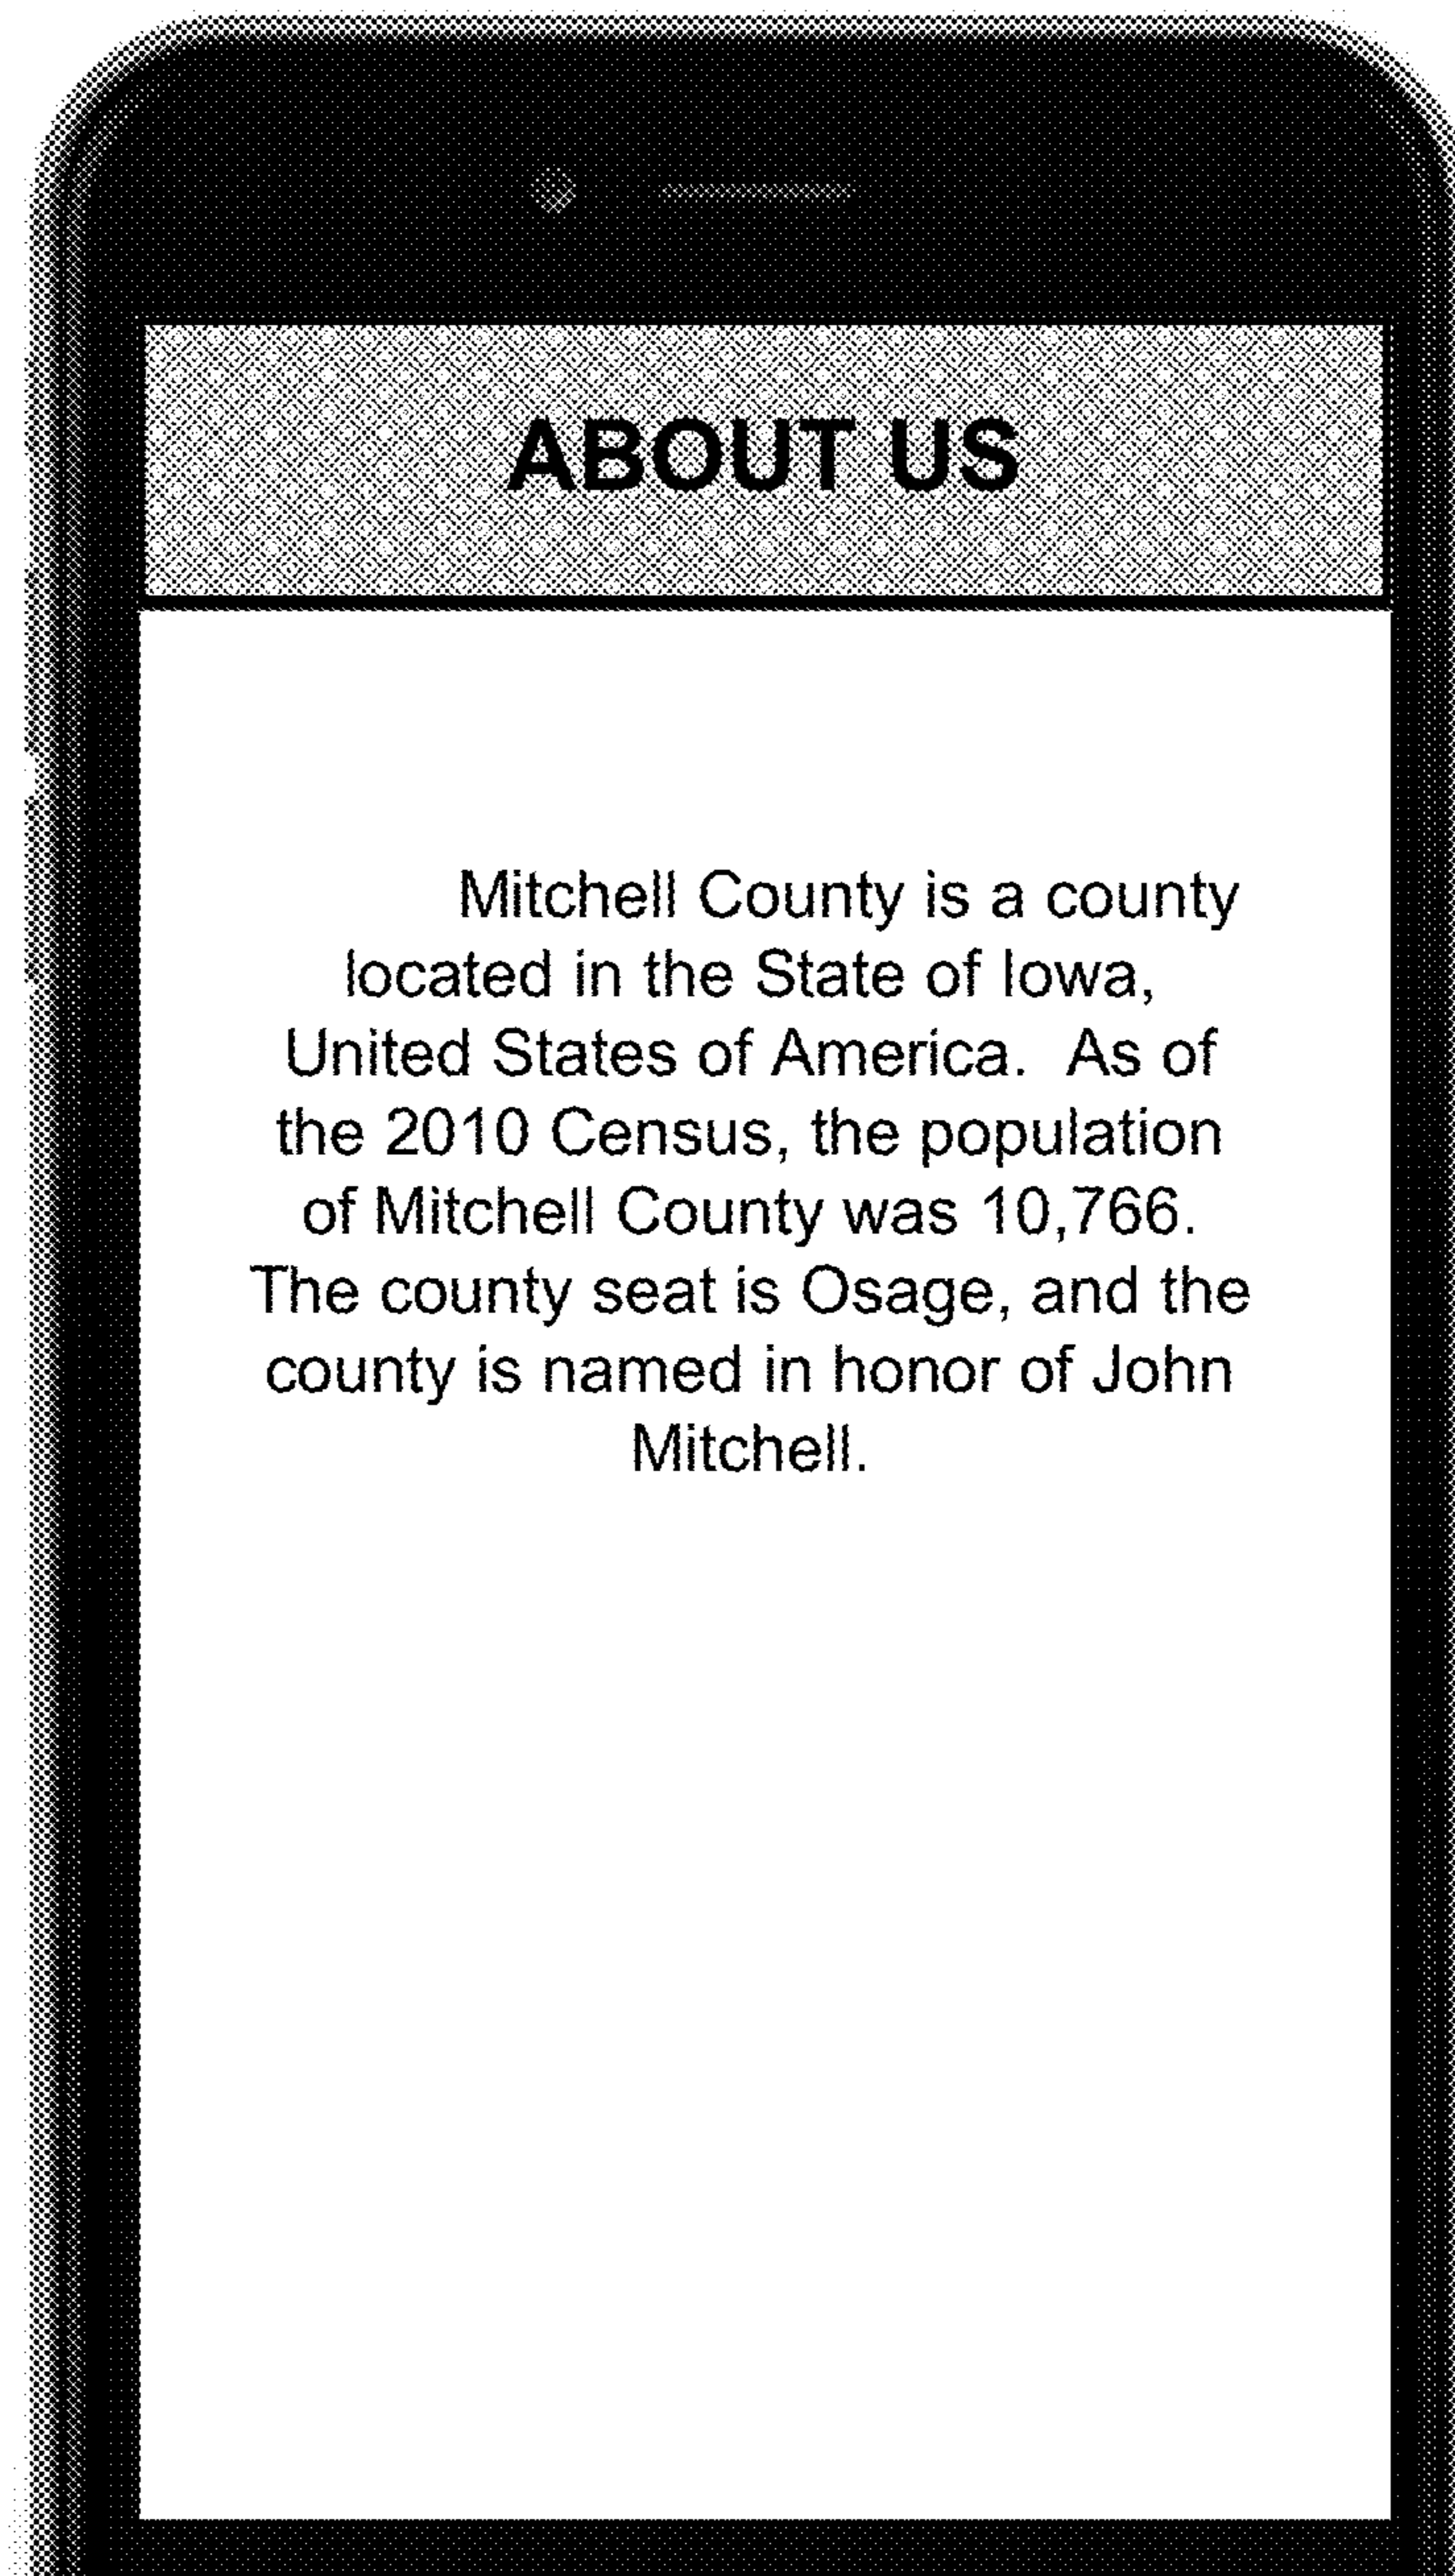 ABOUT US
Mitchell County is a county
located in the State of Iowa,
United States of America.  As of
the 2010 Census, the population
of Mitchell County was 10,766.
The county seat is Osage, and the
county is named in honor of John
Mitchell.